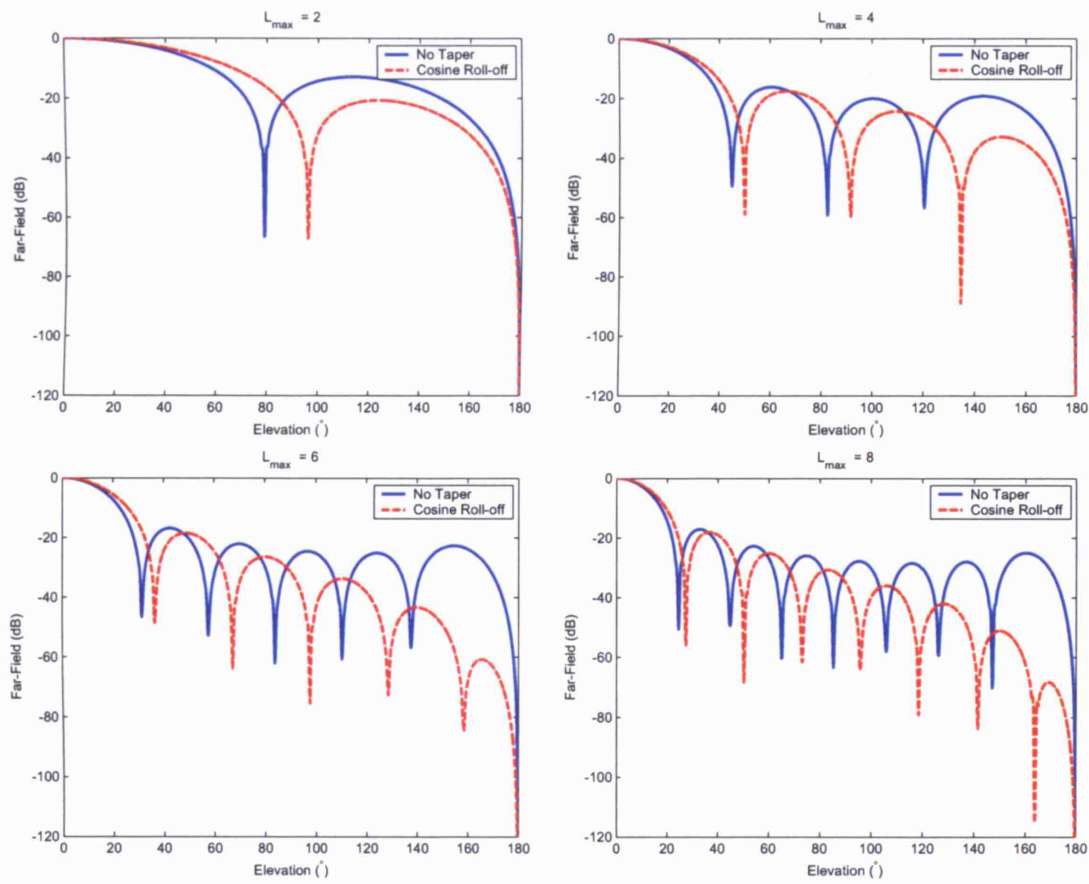 L_max = 2
No Taper
Cosine Roll-off
Far-Field (dB)
0
-20
-40
-60
-80
-100
-120
0 20 40 60 80 100 120 140 160 180
Elevation (°)
L_max = 4
No Taper
Cosine Roll-off
Far-Field (dB)
0
-20
-40
-60
-80
-100
-120
0 20 40 60 80 100 120 140 160 180
Elevation (°)
L_max = 6
No Taper
Cosine Roll-off
Far-Field (dB)
0
-20
-40
-60
-80
-100
-120
0 20 40 60 80 100 120 140 160 180
Elevation (°)
L_max = 8
No Taper
Cosine Roll-off
Far-Field (dB)
0
-20
-40
-60
-80
-100
-120
0 20 40 60 80 100 120 140 160 180
Elevation (°)